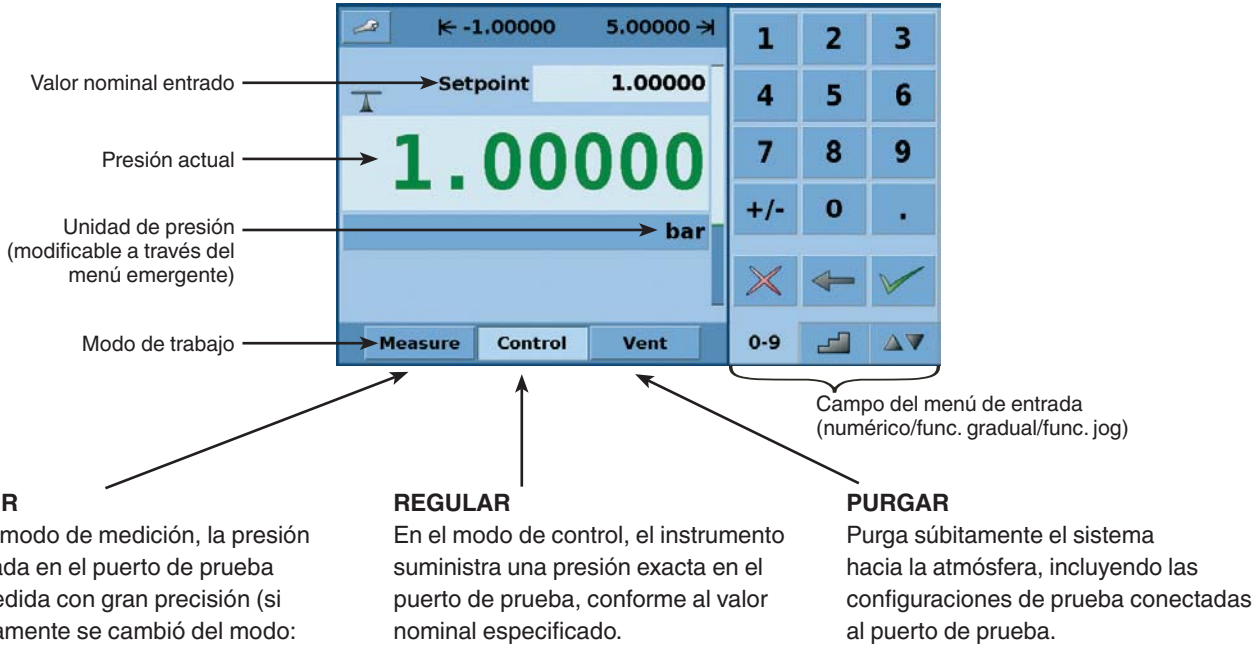 -1.00000 5.00000
Valor nominal entrado
Setpoint 1.00000
Presión actual
1.00000
Unidad de presión
(modificable a través del
menú emergente)
bar
Modo de trabajo
Measure Control Vent
1 2 3
4 5 6
7 8 9
+/- 0 .
0-9
Campo del menú de entrada
(numérico/func. gradual/func. jog)
R
modo de medición, la presión
ada en el puerto de prueba
edida con gran precisión (si
amente se cambió del modo:
REGULAR
En el modo de control, el instrumento
suministra una presión exacta en el
puerto de prueba, conforme al valor
nominal especificado.
PURGAR
Purga súbitamente el sistema
hacia la atmósfera, incluyendo las
configuraciones de prueba conectadas
al puerto de prueba.